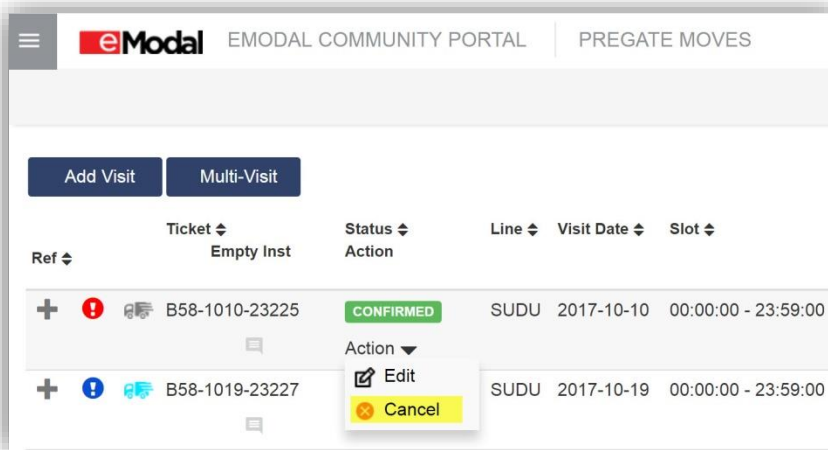 eModal EMODAL COMMUNITY PORTAL PREGATE MOVES
Add Visit Multi-Visit
Ticket Status Line Visit Date Slot
Ref Empty Inst Action
B58-1010-23225 CONFIRMED SUDU 2017-10-10 00:00:00 - 23:59:00
Action
Edit
B58-1019-23227 SUDU 2017-10-19 00:00:00 - 23:59:00
Cancel